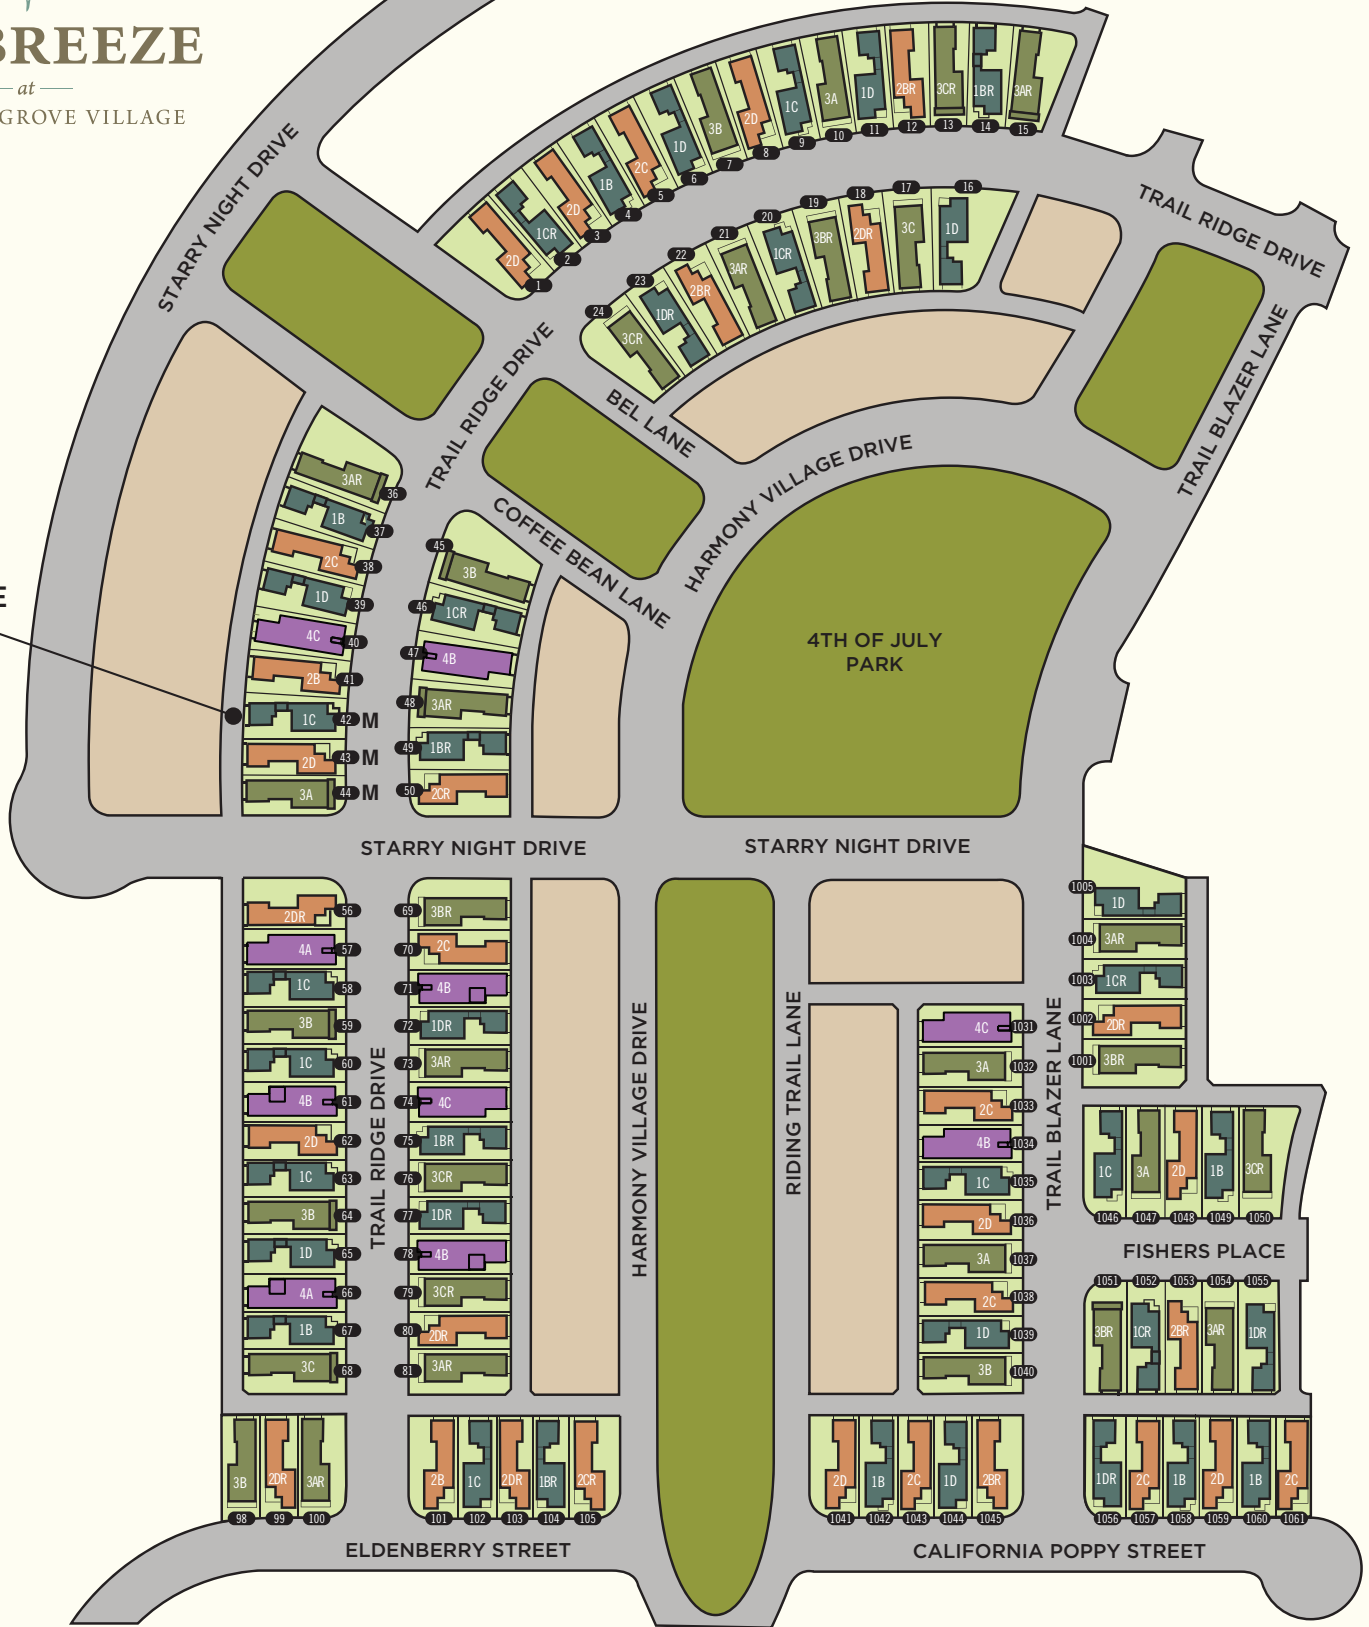 BREEZE
at
GROVE VILLAGE
STARRY NIGHT DRIVE
2D 1
1CR 2
2D 3
1B 4
2C 5
1D 6
3B 7
2D 8
1C 9
3A 10
1D 11
2BR 12
3CR 13
1BR 14
3AR 15
TRAIL RIDGE DRIVE
1D 16
3C 17
2DR 18
3BR 19
1CR 20
3AR 21
2BR 22
1DR 23
3CR 24
TRAIL RIDGE DRIVE
BEL LANE
TRAIL BLAZER LANE
HARMONY VILLAGE DRIVE
COFFEE BEAN LANE
4TH OF JULY
PARK
E
3AR 36
1B 37
2C 38
1D 39
4C 40
2B 41
1C 42 M
2D 43 M
3A 44 M
45 3B
46 1CR
47 4B
48 3AR
49 1BR
50 2CR
STARRY NIGHT DRIVE
STARRY NIGHT DRIVE
2DR 56
4A 57
1C 58
3B 59
1C 60
4B 61
2D 62
1C 63
3B 64
1D 65
4A 66
1B 67
3C 68
TRAIL RIDGE DRIVE
69 3BR
70 2C
71 4B
72 1DR
73 3AR
74 4C
75 1BR
76 3CR
77 1DR
78 4B
79 3CR
80 2DR
81 3AR
HARMONY VILLAGE DRIVE
RIDING TRAIL LANE
4C 1031
3A 1032
2C 1033
4B 1034
1C 1035
2D 1036
3A 1037
2C 1038
1D 1039
3B 1040
TRAIL BLAZER LANE
1005 1D
1004 3AR
1003 1CR
1002 2DR
1001 3BR
1C 3A 2D 1B 3CR
1046 1047 1048 1049 1050
FISHERS PLACE
1051 1052 1053 1054 1055
3BR 1CR 2BR 3AR 1DR
3B 2DR 3AR
98 99 100
2B 1C 2DR 1BR 2CR
101 102 103 104 105
2D 1B 2C 1D 2BR
1041 1042 1043 1044 1045
1DR 2C 1B 2D 1B 2C
1056 1057 1058 1059 1060 1061
ELDENBERRY STREET
CALIFORNIA POPPY STREET